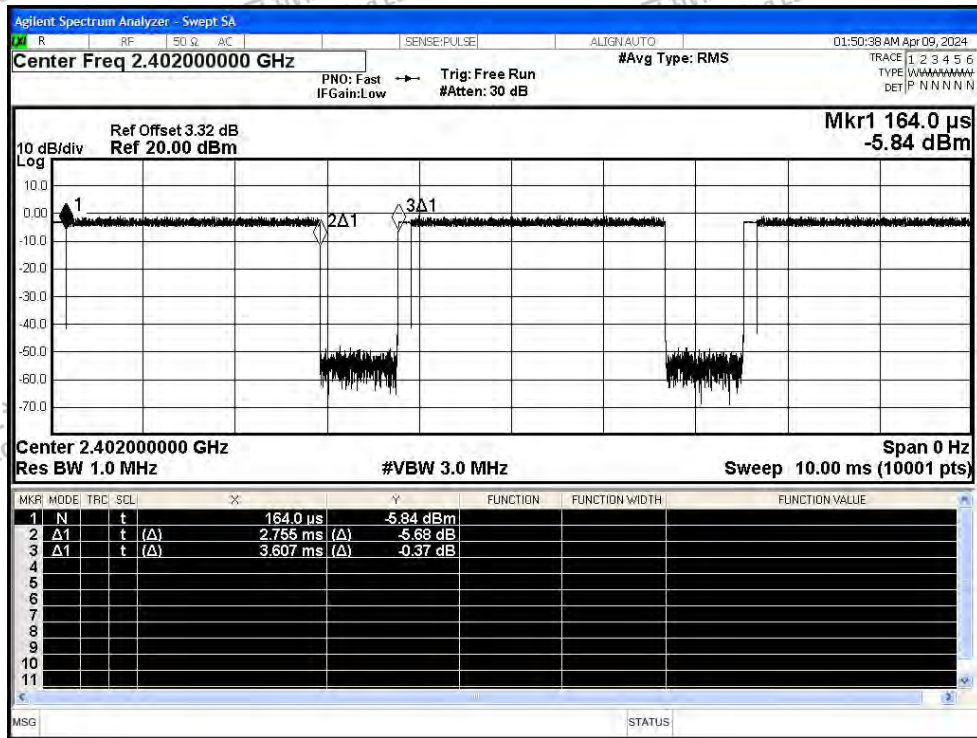 Agilent Spectrum Analyzer - Swept SA
LXI R RF 50 Ω AC SENSE:PULSE ALIGN AUTO 01:50:38 AM Apr 09, 2024
Center Freq 2.402000000 GHz
PNO: Fast
IFGain:Low
Trig: Free Run
#Atten: 30 dB
#Avg Type: RMS
TRACE 1 2 3 4 5 6
TYPE WWWWWW
DET P N N N N N
Ref Offset 3.32 dB
Ref 20.00 dBm
Mkr1 164.0 µs
-5.84 dBm
10 dB/div
Log
10.0
0.00
-10.0
-20.0
-30.0
-40.0
-50.0
-60.0
-70.0
1
2Δ1
3Δ1
Center 2.402000000 GHz Span 0 Hz
Res BW 1.0 MHz #VBW 3.0 MHz Sweep 10.00 ms (10001 pts)
MKR MODE TRC SCL X Y FUNCTION FUNCTION WIDTH FUNCTION VALUE
1 N t 164.0 µs -5.84 dBm
2 Δ1 t (Δ) 2.755 ms (Δ) -5.68 dB
3 Δ1 t (Δ) 3.607 ms (Δ) -0.37 dB
4
5
6
7
8
9
10
11
MSG STATUS